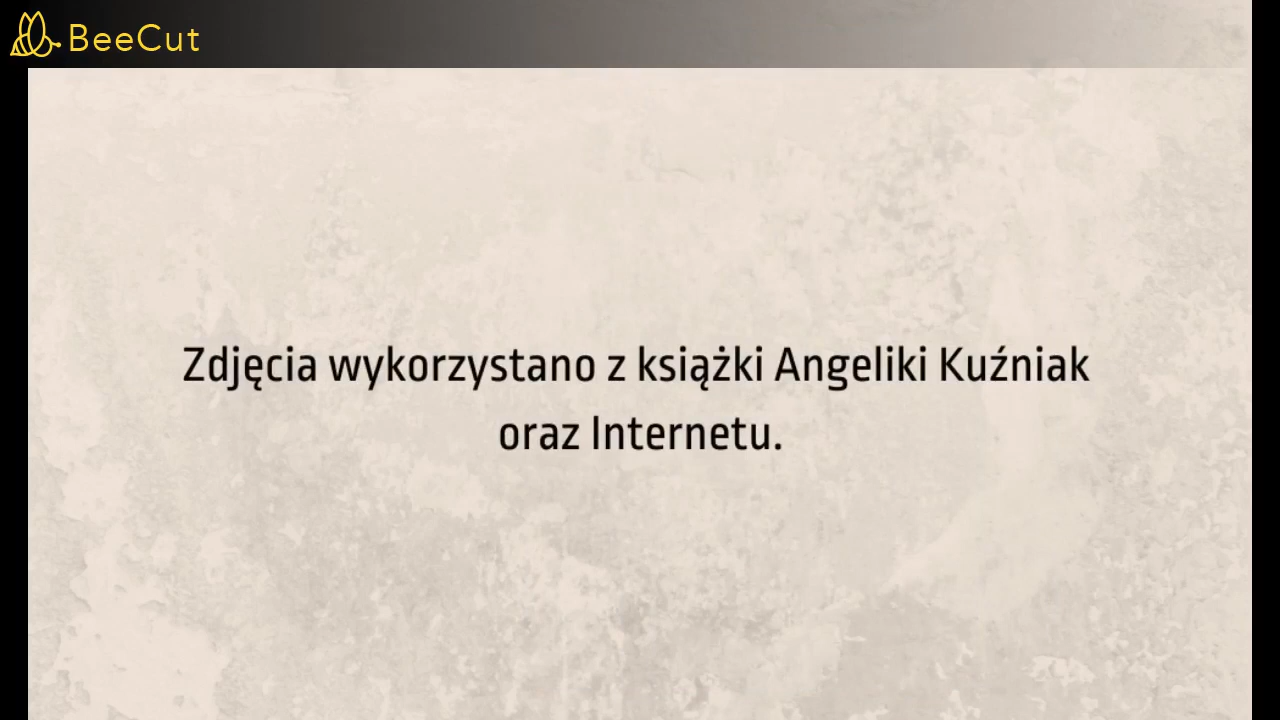 BeeCut
Zdjęcia wykorzystano z książki Angeliki Kuźniak
oraz Internetu.